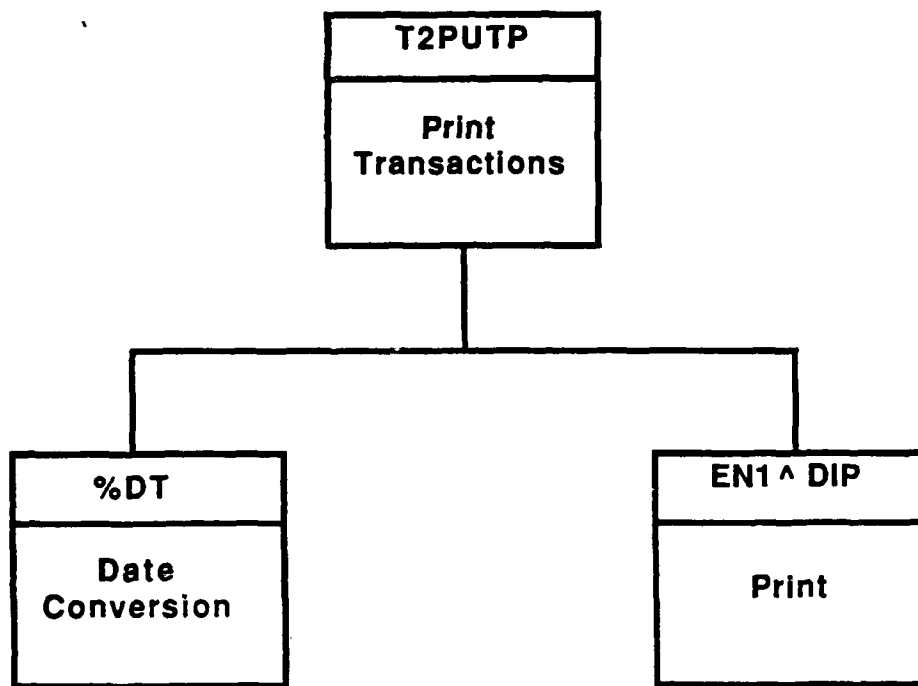 T2PUTP
Print
Transactions
%DT
Date
Conversion
EN1 ^ DIP
Print